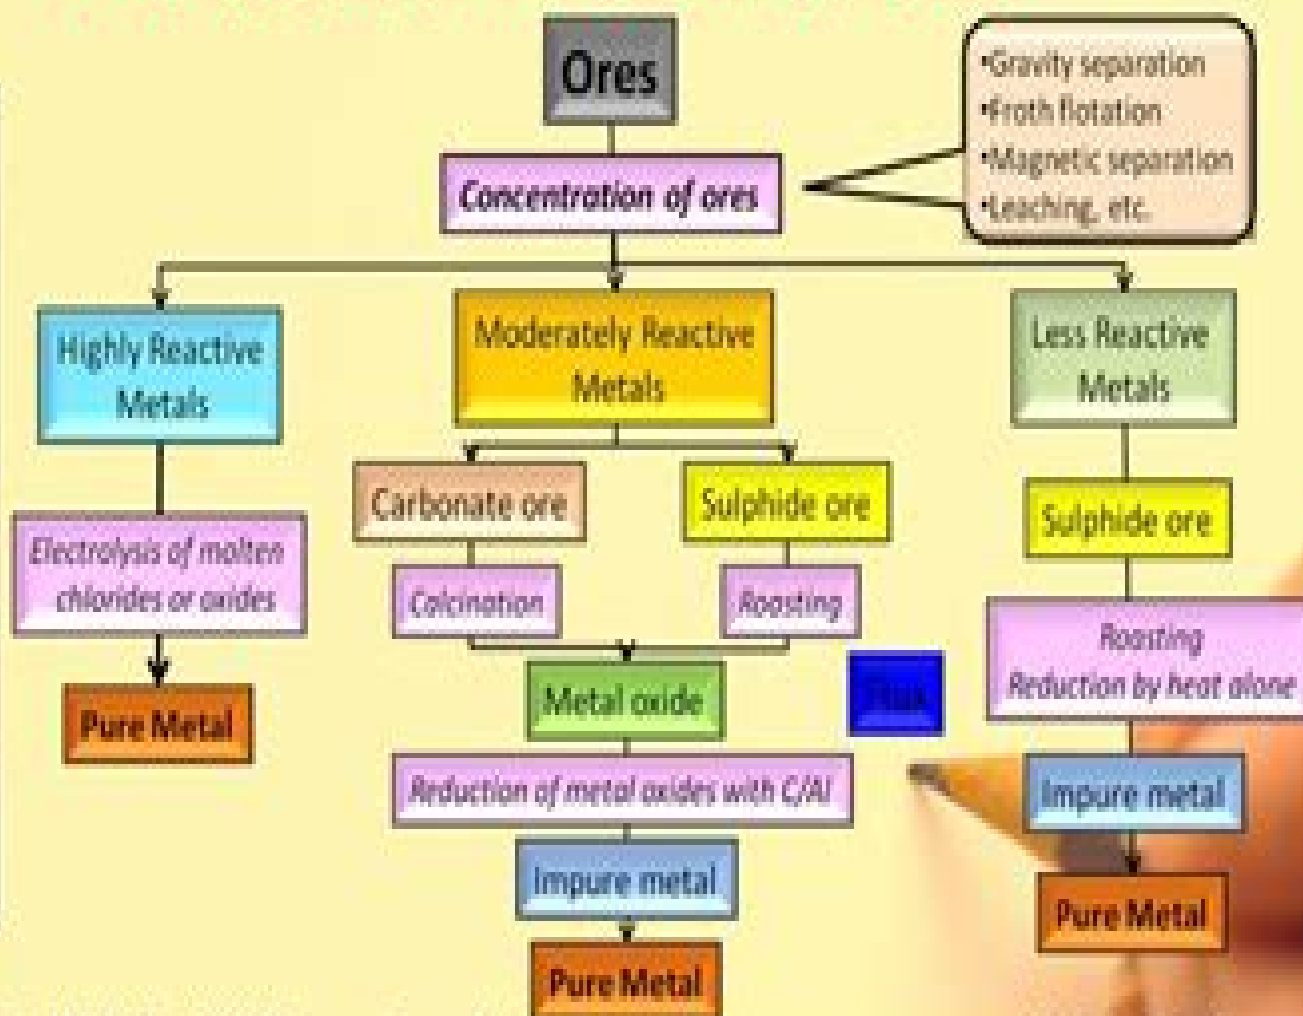 Ores
•Gravity separation
•Froth flotation
•Magnetic separation
•Leaching, etc.
Concentration of ores
Highly Reactive
Metals
Moderately Reactive
Metals
Less Reactive
Metals
Carbonate ore
Sulphide ore
Sulphide ore
Electrolysis of molten
chlorides or oxides
Calcination
Roasting
Roasting
Reduction by heat alone
Pure Metal
Metal oxide
Flux
Reduction of metal oxides with C/Al
Impure metal
Impure metal
Pure Metal
Pure Metal